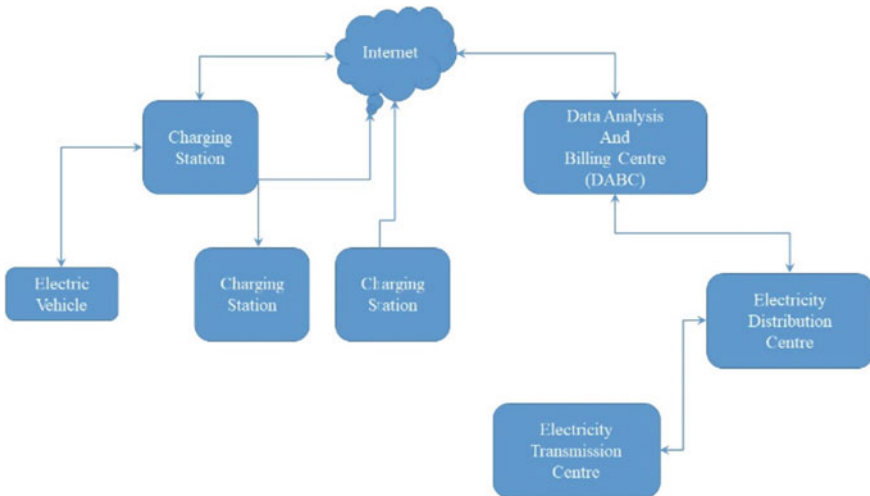 Internet
Charging
Station
Data Analysis
And
Billing Centre
(DABC)
Electric
Vehicle
Charging
Station
Charging
Station
Electricity
Distribution
Centre
Electricity
Transmission
Centre